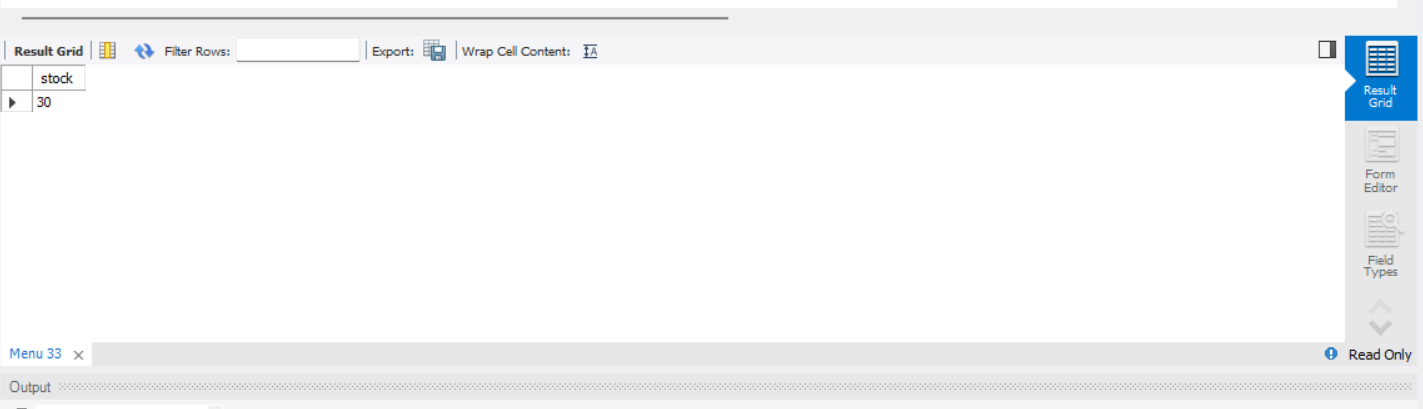 Result Grid Filter Rows: Export: Wrap Cell Content: IA
stock
30
Result
Grid
Form
Editor
Field
Types
Menu 33 ×
Read Only
Output